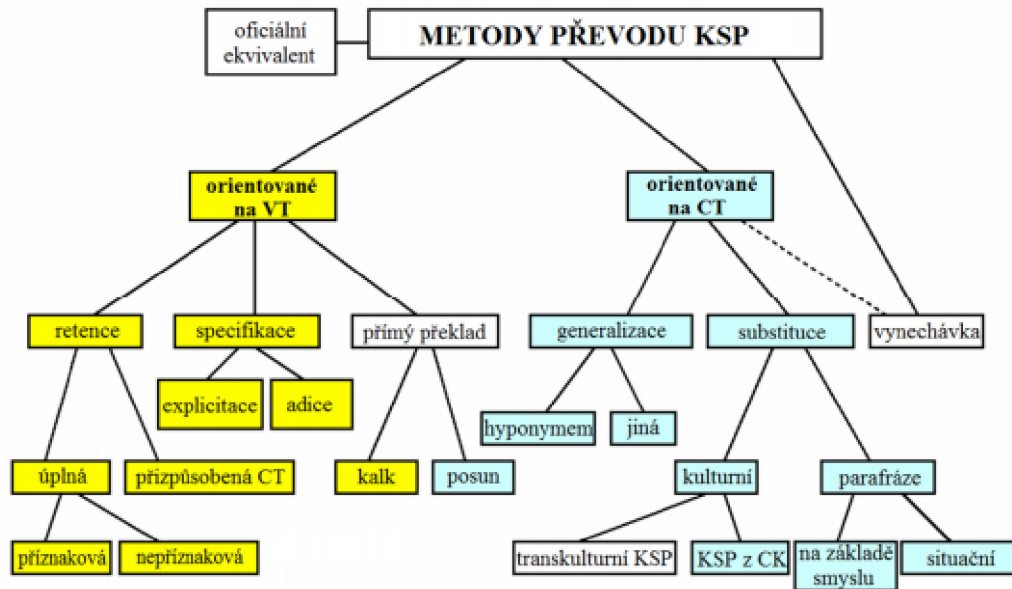 oficiální
ekvivalent
METODY PŘEVODU KSP
orientované
na VT
orientované
na CT
retence
specifikace
přímý překlad
generalizace
substituce
vynechávka
explicitace
adice
hyponymem
jiná
úplná
přizpůsobená CT
kalk
posun
kulturní
parafráze
příznaková
nepříznaková
transkulturní KSP
KSP z CK
na základě
smyslu
situační